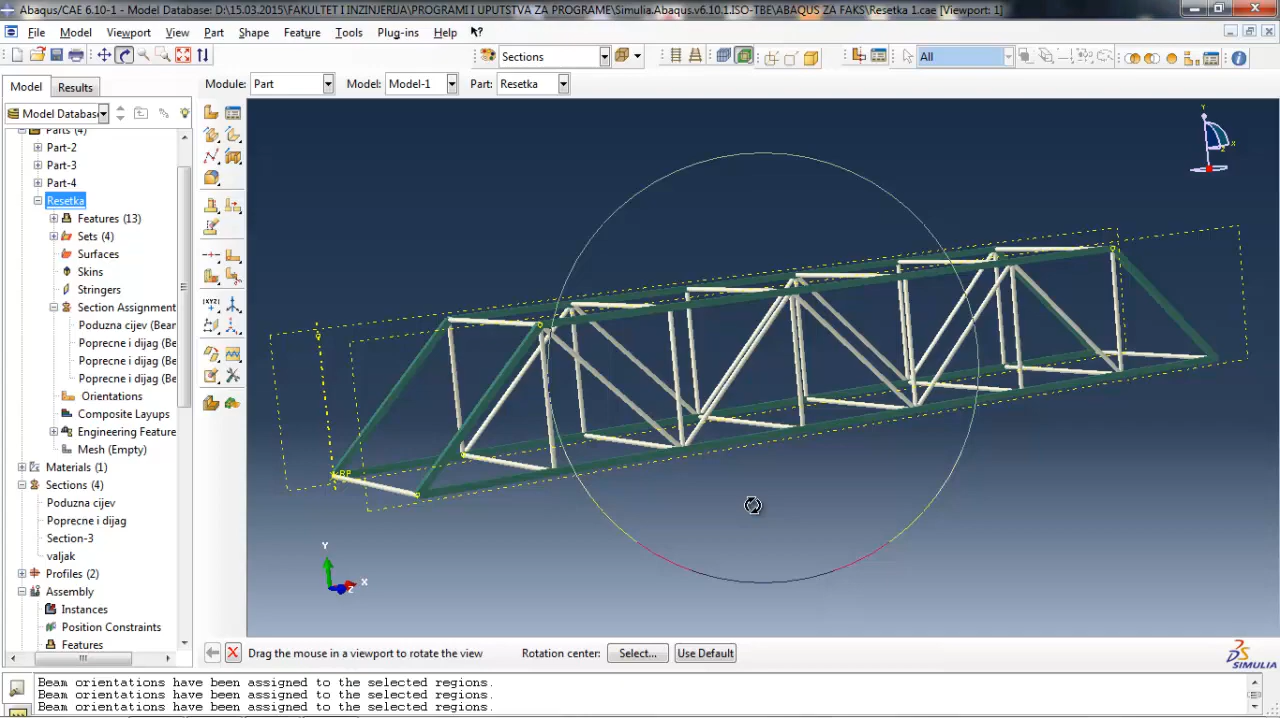 Abaqus/CAE 6.10-1 - Model Database: D:\15.03.2015\FAKULTET I INZINJERIJA\PROGRAMI I UPUTSTVA ZA PROGRAME\Simulia.Abaqus.v6.10.1.ISO-TBE\ABAQUS ZA FAKS\Resetka 1.cae [Viewport: 1]
File Model Viewport View Part Shape Feature Tools Plug-ins Help
Sections
All
Model Results
Module: Part Model: Model-1 Part: Resetka
Model Databas
Parts (4)
Part-2
Part-3
Part-4
Resetka
Features (13)
Sets (4)
Surfaces
Skins
Stringers
Section Assignment
Poduzna cijev (Bear
Poprecne i dijag (Be
Poprecne i dijag (Be
Poprecne i dijag (Be
Orientations
Composite Layups
Engineering Feature
Mesh (Empty)
Materials (1)
Sections (4)
Poduzna cijev
Poprecne i dijag
Section-3
valjak
Profiles (2)
Assembly
Instances
Position Constraints
Features
(XYZ)
RP
Y
X
Z
Y
X
Z
Drag the mouse in a viewport to rotate the view Rotation center: Select... Use Default
SIMULIA
Beam orientations have been assigned to the selected regions.
Beam orientations have been assigned to the selected regions.
Beam orientations have been assigned to the selected regions.